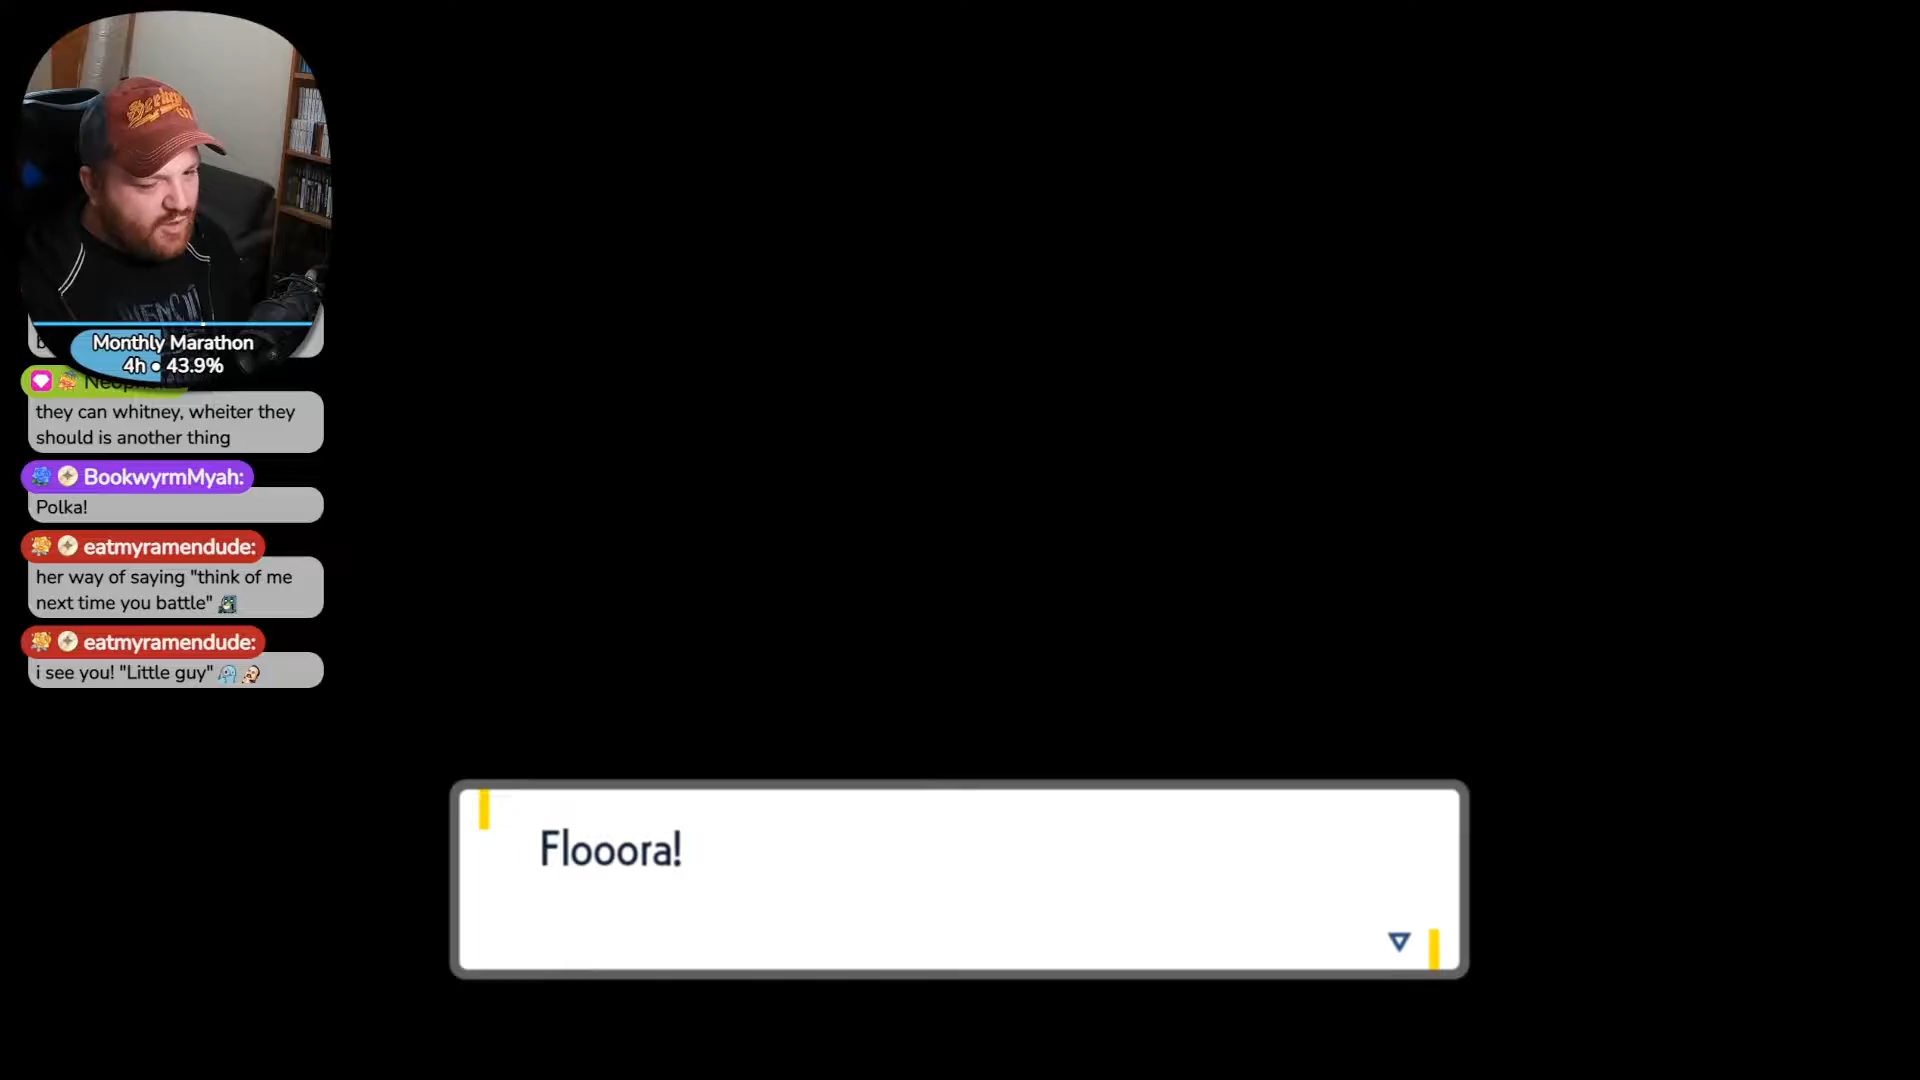 Monthly Marathon
4h • 43.9%
they can whitney, wheiter they
should is another thing
BookwyrmMyah:
Polka!
eatmyramendude:
her way of saying "think of me
next time you battle"
eatmyramendude:
i see you! "Little guy"
Flooora!